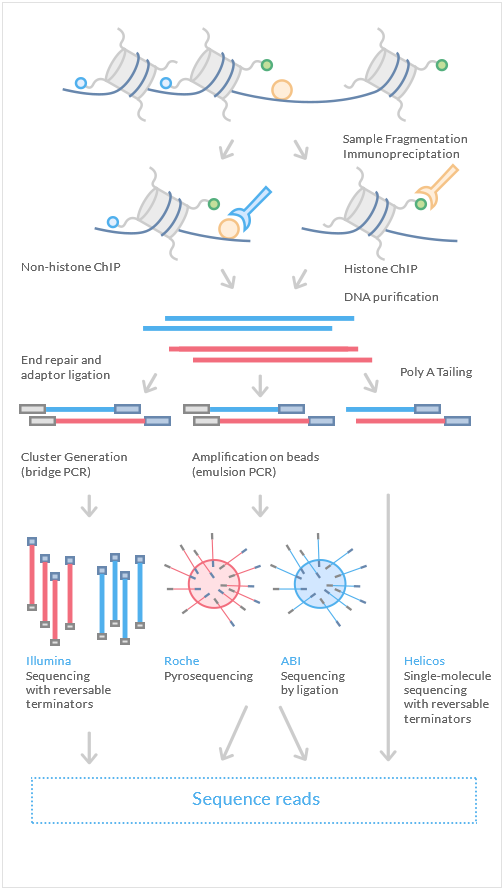 Sample Fragmentation
Immunopreciptation
Non-histone ChIP
Histone ChIP
DNA purification
End repair and
adaptor ligation
Poly A Tailing
Cluster Generation
(bridge PCR)
Amplification on beads
(emulsion PCR)
Illumina
Sequencing
with reversable
terminators
Roche
Pyrosequencing
ABI
Sequencing
by ligation
Helicos
Single-molecule
sequencing
with reversable
terminators
Sequence reads